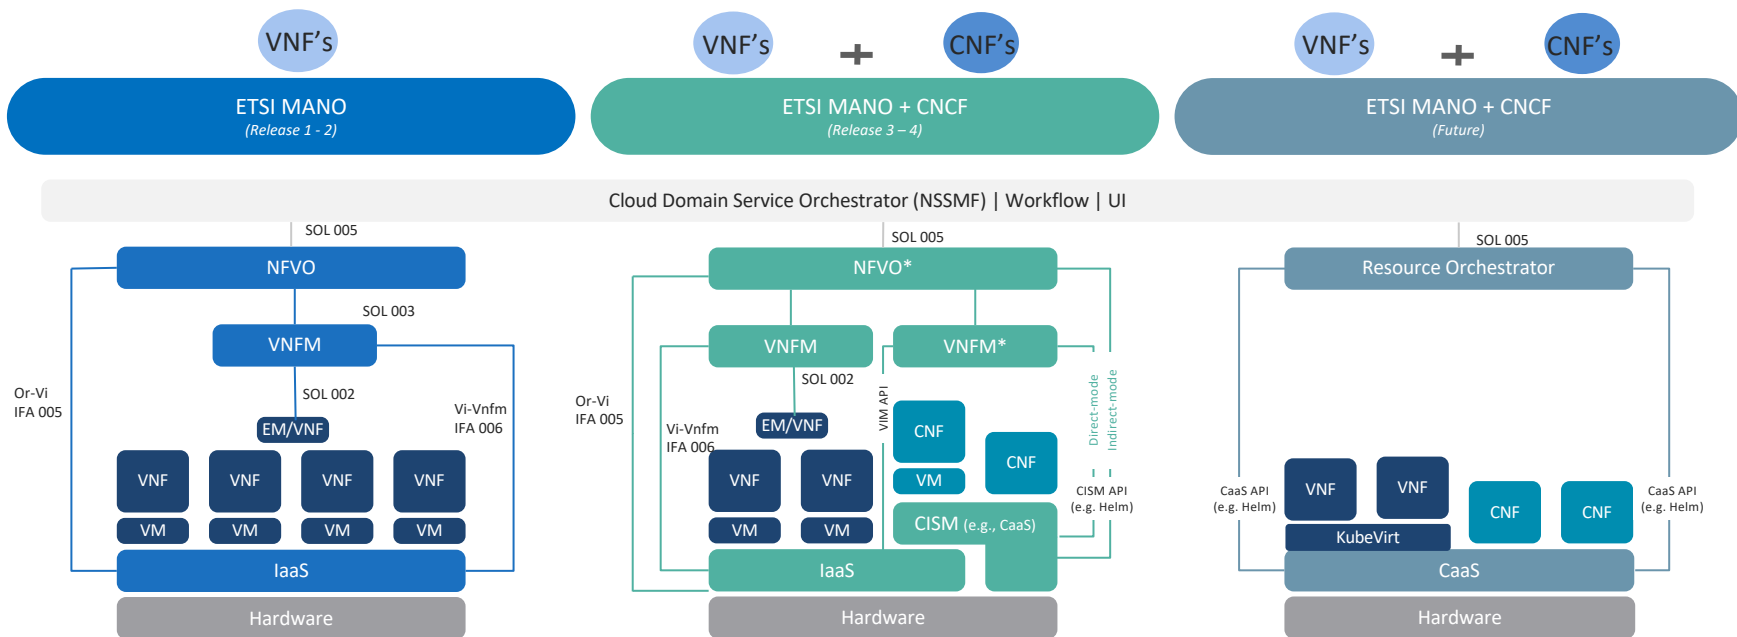 VNF's
VNF's
CNF's
VNF's
CNF's
ETSI MANO
(Release 1 - 2)
ETSI MANO + CNCF
(Release 3 – 4)
ETSI MANO + CNCF
(Future)
Cloud Domain Service Orchestrator (NSSMF) | Workflow | UI
SOL 005
NFVO
SOL 003
VNFM
SOL 002
Or-Vi
IFA 005
Vi-Vnfm
IFA 006
EM/VNF
VNF
VNF
VNF
VNF
VM
VM
VM
VM
IaaS
Hardware
SOL 005
NFVO*
VNFM
VNFM*
SOL 002
Or-Vi
IFA 005
Vi-Vnfm
IFA 006
VIM API
Direct-mode
Indirect-mode
EM/VNF
CNF
CNF
VNF
VNF
VM
VM
VM
CISM API
(e.g. Helm)
CISM (e.g., CaaS)
IaaS
Hardware
SOL 005
Resource Orchestrator
CaaS API
(e.g. Helm)
VNF
VNF
CNF
CNF
CaaS API
(e.g. Helm)
KubeVirt
CaaS
Hardware